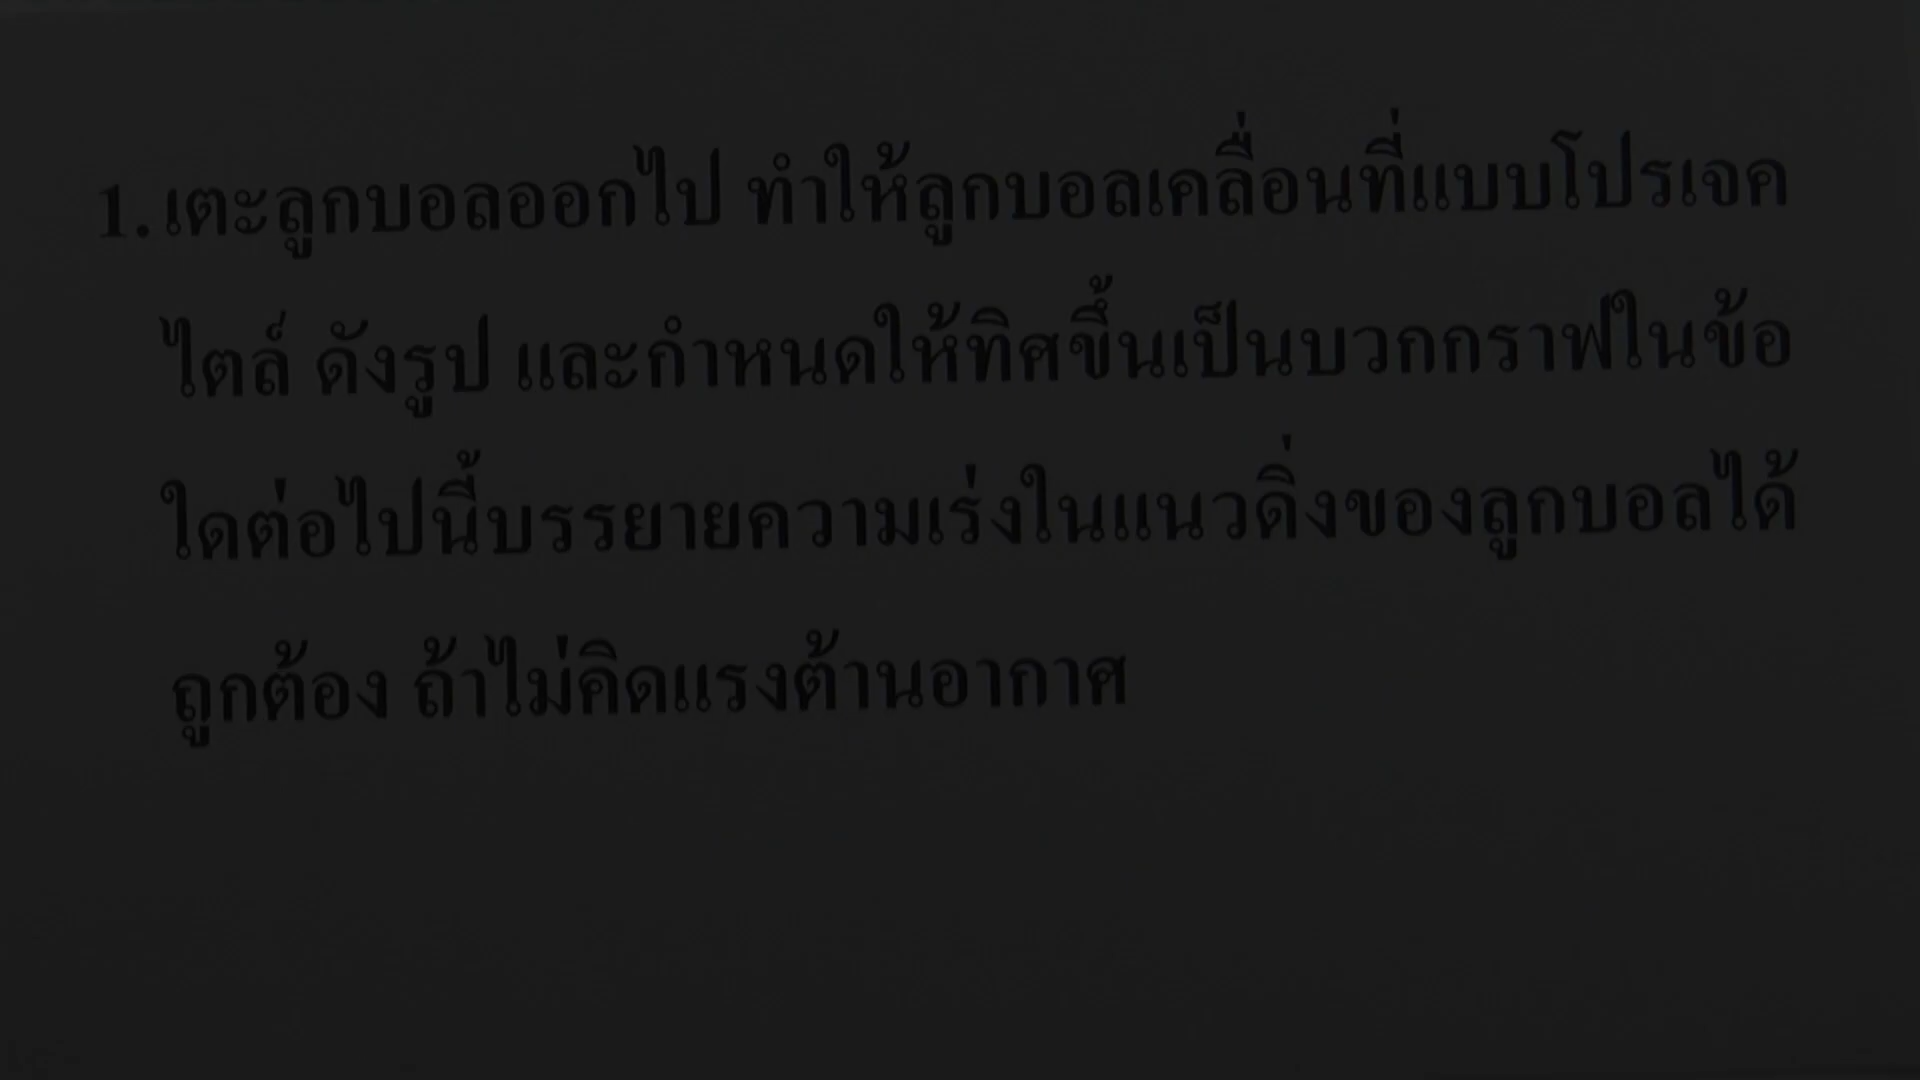 1. เตะลูกบอลออกไป ทำให้ลูกบอลเคลื่อนที่แบบโปรเจค
ไตล์ ดังรูป และกำหนดให้ทิศขึ้นเป็นบวกกราฟในข้อ
ใดต่อไปนี้บรรยายความเร่งในแนวดิ่งของลูกบอลได้
ถูกต้อง ถ้าไม่คิดแรงต้านอากาศ